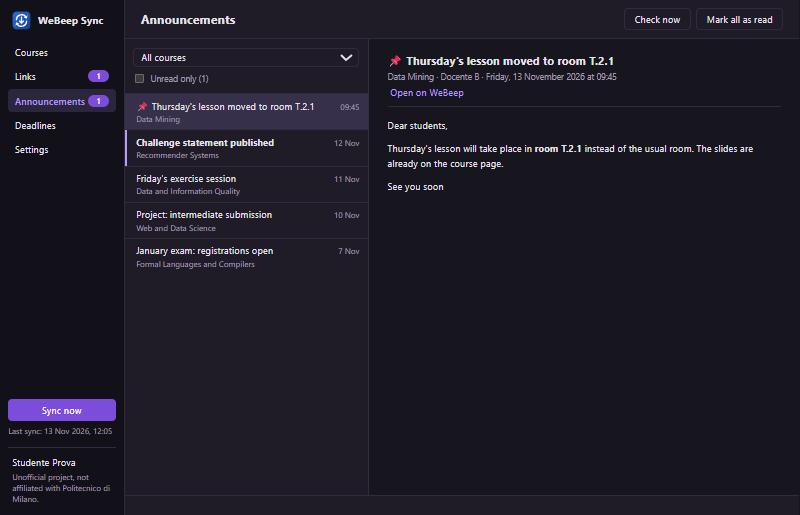 WeBeep Sync
Courses
Links 1
Announcements 1
Deadlines
Settings
Sync now
Last sync: 13 Nov 2026, 12:05
Studente Prova
Unofficial project, not
affiliated with Politecnico di
Milano.
Announcements
Check now
Mark all as read
All courses
Unread only (1)
Thursday's lesson moved to room T.2.1 09:45
Data Mining
Challenge statement published 12 Nov
Recommender Systems
Friday's exercise session 11 Nov
Data and Information Quality
Project: intermediate submission 10 Nov
Web and Data Science
January exam: registrations open 7 Nov
Formal Languages and Compilers
Thursday's lesson moved to room T.2.1
Data Mining · Docente B · Friday, 13 November 2026 at 09:45
Open on WeBeep
Dear students,
Thursday's lesson will take place in room T.2.1 instead of the usual room. The slides are
already on the course page.
See you soon